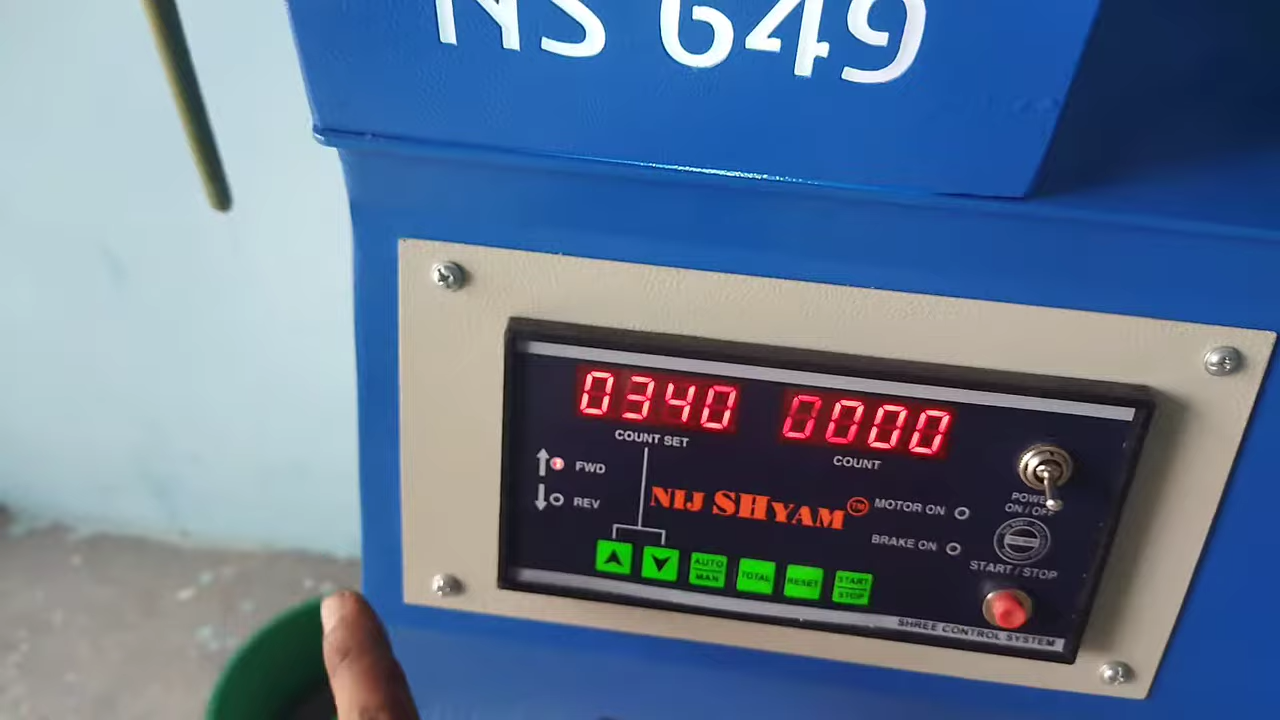 NS 649
0340 0000
COUNT SET
COUNT
FWD
REV
NIJ SHYAM™
MOTOR ON
BRAKE ON
POWER
ON / OFF
START / STOP
AUTO
MAN
TOTAL
RESET
START
STOP
SHREE CONTROL SYSTEM